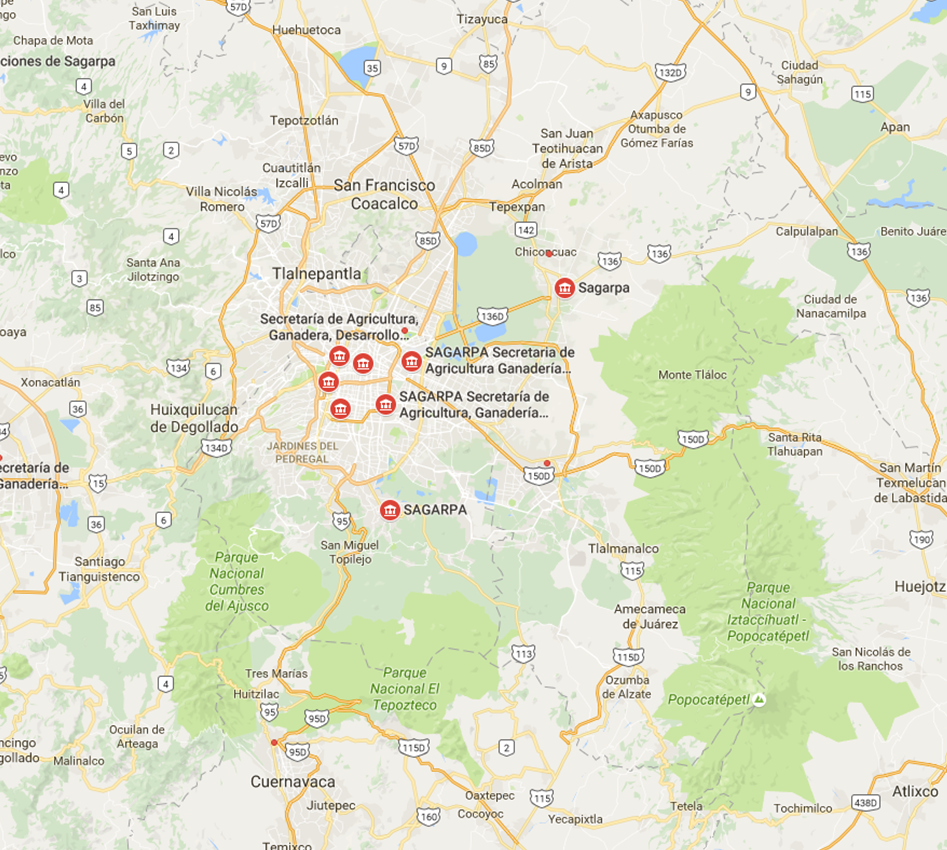 57D
San Luis
Taxhimay
Huehuetoca
Tizayuca
Chapa de Mota
ciones de Sagarpa
35
9
85
132D
Ciudad
Sahagún
4
9
115
Villa del
Carbón
Tepotzotlán
Axapusco
Otumba de
Gómez Farías
Apan
San Juan
Teotihuacan
de Arista
5
2
57D
85D
Cuautitlán
Izcalli
San Francisco
Coacalco
Acolman
4
Villa Nicolás
Romero
Tepexpan
57D
142
4
85D
Calpulalpan
Benito Juáre
Chiconcuac
136
136
136
Santa Ana
Jilotzingo
Tlalnepantla
3
Sagarpa
136
85
Ciudad de
Nanacamilpa
136D
Secretaría de Agricultura,
Ganadera, Desarrollo...
oaya
SAGARPA Secretaria de
Agricultura Ganadería...
134
6
Monte Tláloc
Xonacatlán
SAGARPA Secretaría de
Agricultura, Ganadería...
36
Huixquilucan
de Degollado
JARDINES DEL
PEDREGAL
134D
150D
Santa Rita
Tlahuapan
ecretaría de
Ganadería...
15
150D
150D
San Martín
Texmelucan
de Labastida
SAGARPA
36
6
95
190
San Miguel
Topilejo
Tlalmanalco
Santiago
Tianguistenco
115
Parque
Nacional
Cumbres
del Ajusco
Huejotz
Parque
Nacional
Iztaccíhuatl -
Popocatépetl
Amecameca
de Juárez
113
115D
San Nicolás de
los Ranchos
Tres Marías
Parque
Nacional El
Tepozteco
4
Huitzilac
Ozumba
de Alzate
Popocatépetl
95
95D
Ocuilan de
Arteaga
ncingo
gollado
95D
115D
2
Malinalco
Cuernavaca
Atlixco
Jiutepec
Oaxtepec
Cocoyoc
115
438D
Tetela
Tochimilco
160
Yecapixtla
Temixco